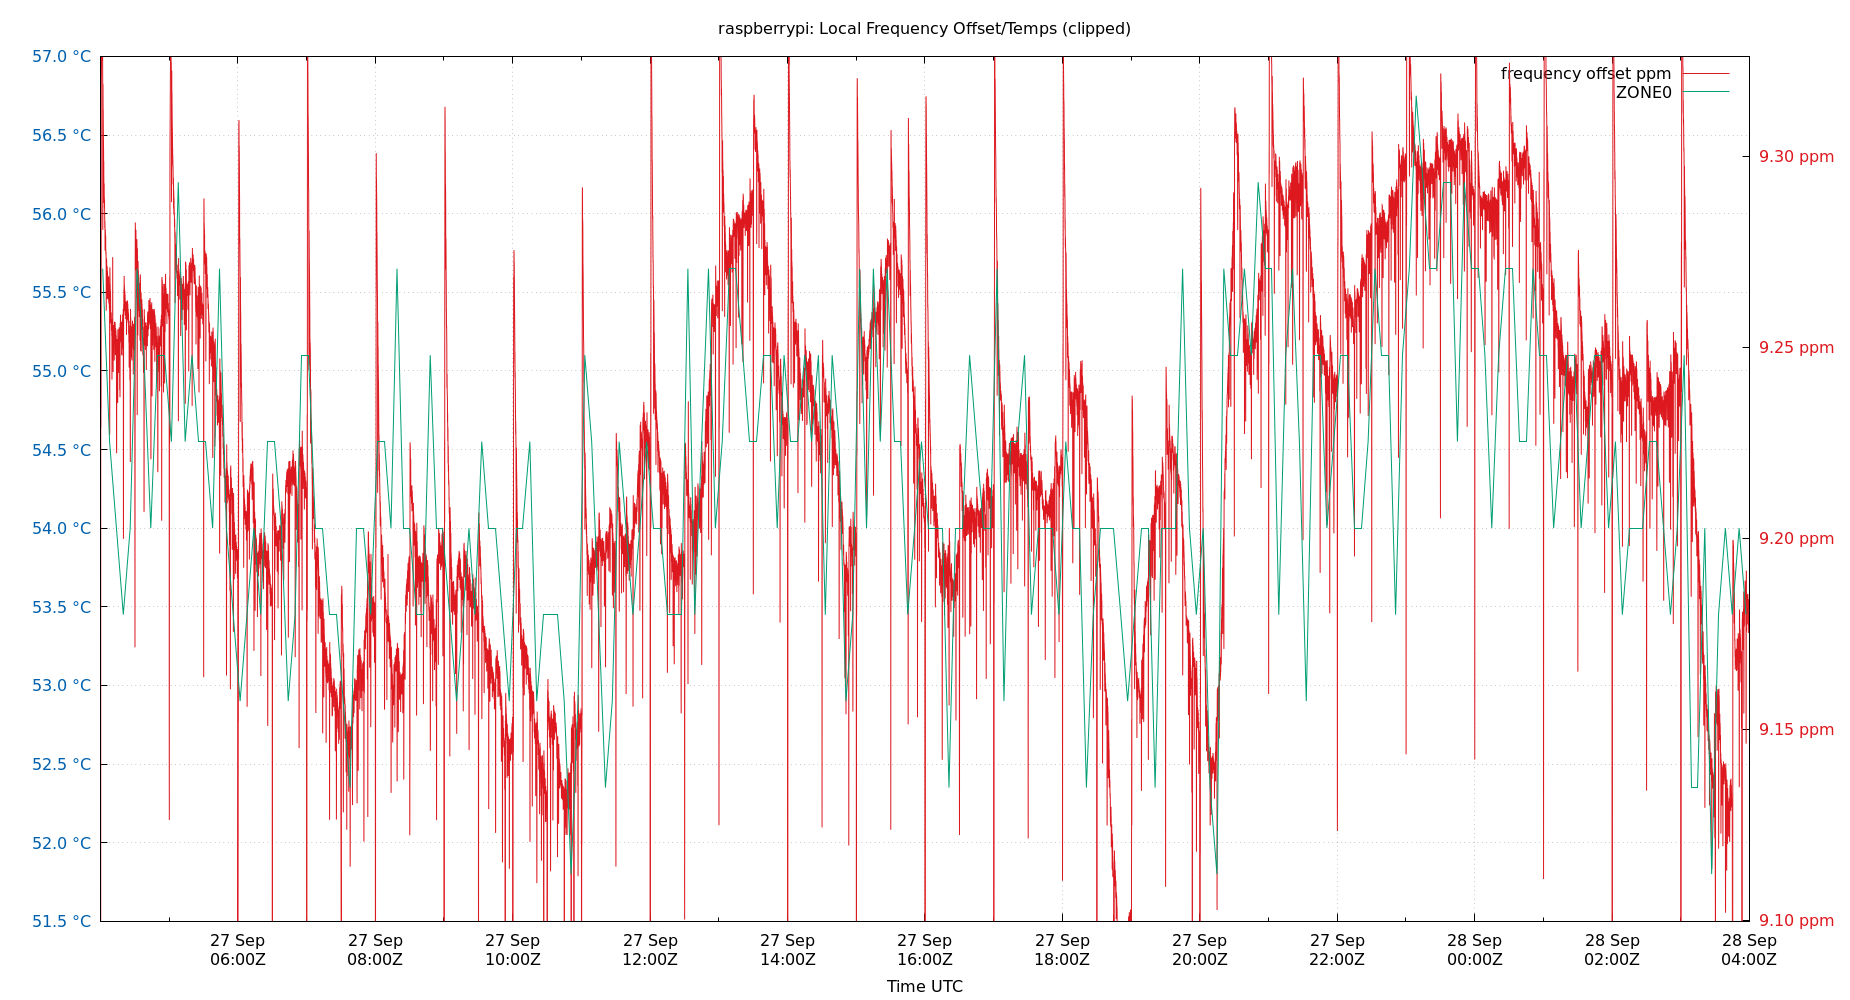 raspberrypi: Local Frequency Offset/Temps (clipped)
frequency offset ppm
ZONE0
57.0 °C
56.5 °C
56.0 °C
55.5 °C
55.0 °C
54.5 °C
54.0 °C
53.5 °C
53.0 °C
52.5 °C
52.0 °C
51.5 °C
9.30 ppm
9.25 ppm
9.20 ppm
9.15 ppm
9.10 ppm
27 Sep 27 Sep 27 Sep 27 Sep 27 Sep 27 Sep 27 Sep 27 Sep 27 Sep 28 Sep 28 Sep 28 Sep
06:00Z 08:00Z 10:00Z 12:00Z 14:00Z 16:00Z 18:00Z 20:00Z 22:00Z 00:00Z 02:00Z 04:00Z
Time UTC